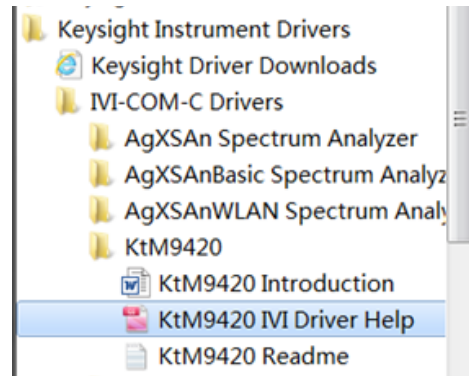 Keysight Instrument Drivers
Keysight Driver Downloads
IVI-COM-C Drivers
AgXSAn Spectrum Analyzer
AgXSAnBasic Spectrum Analyz
AgXSAnWLAN Spectrum Analy
KtM9420
KtM9420 Introduction
KtM9420 IVI Driver Help
KtM9420 Readme